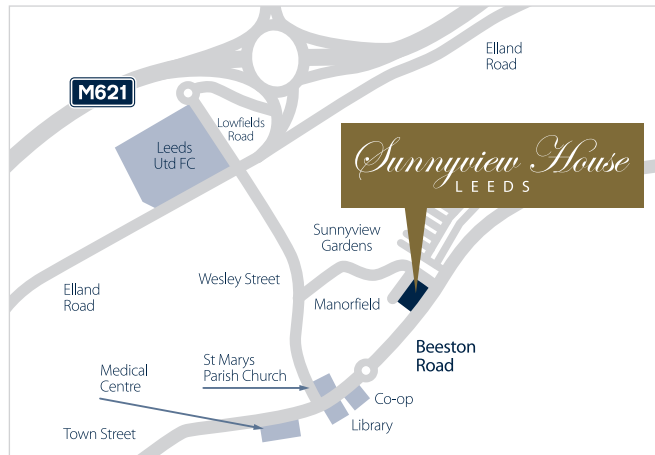 Elland
Road
M621
Lowfields
Road
Leeds
Utd FC
Sunnyview House
LEEDS
Sunnyview
Gardens
Wesley Street
Elland
Road
Manorfield
Beeston
Road
St Marys
Parish Church
Medical
Centre
Co-op
Library
Town Street